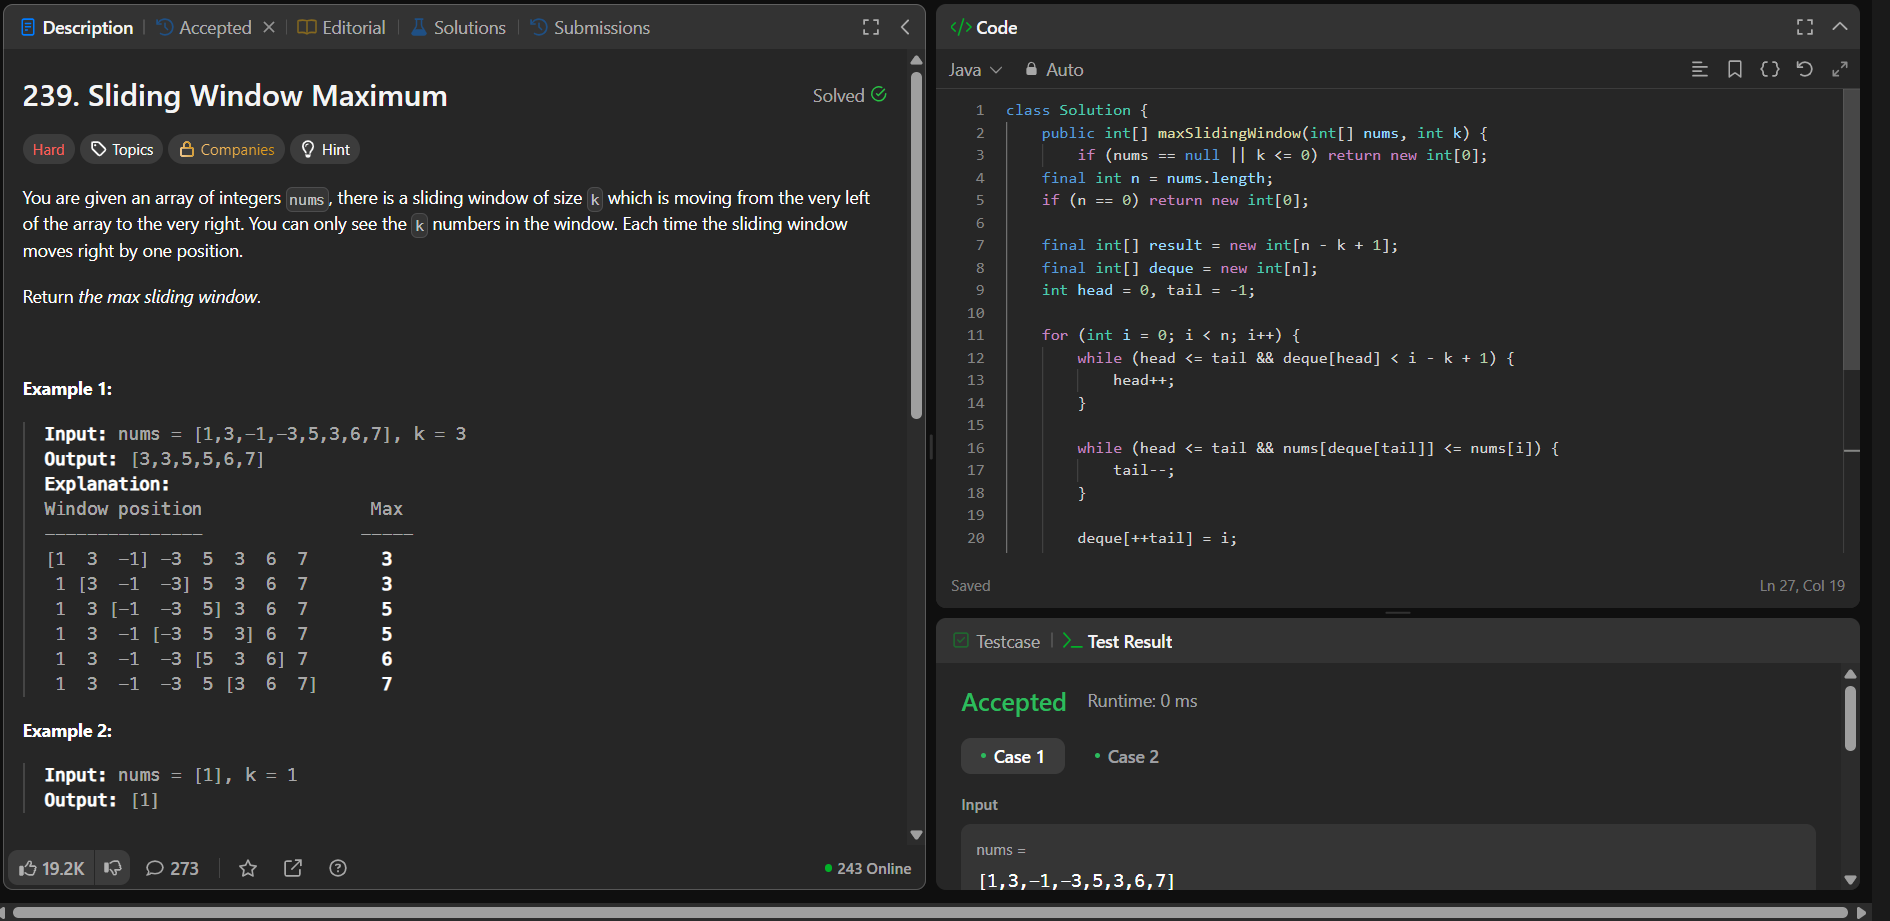 Description
Accepted
Editorial
Solutions
Submissions
239. Sliding Window Maximum
Solved
Hard
Topics
Companies
Hint
You are given an array of integers nums, there is a sliding window of size k which is moving from the very left
of the array to the very right. You can only see the k numbers in the window. Each time the sliding window
moves right by one position.
Return the max sliding window.
Example 1:
Input: nums = [1,3,-1,-3,5,3,6,7], k = 3
Output: [3,3,5,5,6,7]
Explanation:
Window position Max
--------------- -----
[1 3 -1] -3 5 3 6 7 3
1 [3 -1 -3] 5 3 6 7 3
1 3 [-1 -3 5] 3 6 7 5
1 3 -1 [-3 5 3] 6 7 5
1 3 -1 -3 [5 3 6] 7 6
1 3 -1 -3 5 [3 6 7] 7
Example 2:
Input: nums = [1], k = 1
Output: [1]
19.2K
273
243 Online
</> Code
Java
Auto
1 class Solution {
2 public int[] maxSlidingWindow(int[] nums, int k) {
3 if (nums == null || k <= 0) return new int[0];
4 final int n = nums.length;
5 if (n == 0) return new int[0];
6
7 final int[] result = new int[n - k + 1];
8 final int[] deque = new int[n];
9 int head = 0, tail = -1;
10
11 for (int i = 0; i < n; i++) {
12 while (head <= tail && deque[head] < i - k + 1) {
13 head++;
14 }
15
16 while (head <= tail && nums[deque[tail]] <= nums[i]) {
17 tail--;
18 }
19
20 deque[++tail] = i;
Saved
Ln 27, Col 19
Testcase
>_ Test Result
Accepted
Runtime: 0 ms
• Case 1
• Case 2
Input
nums =
[1,3,-1,-3,5,3,6,7]